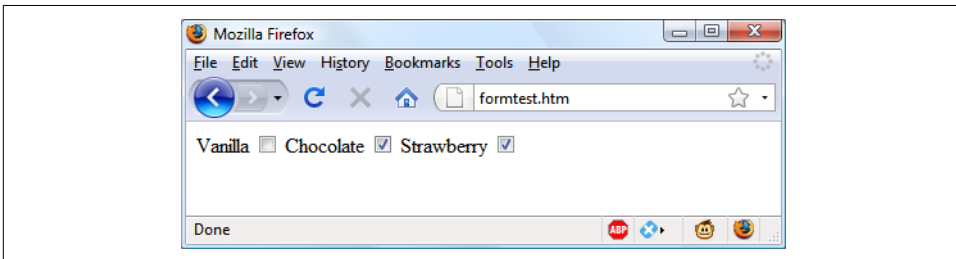 Mozilla Firefox
File Edit View History Bookmarks Tools Help
formtest.htm
Vanilla Chocolate Strawberry
Done ABP